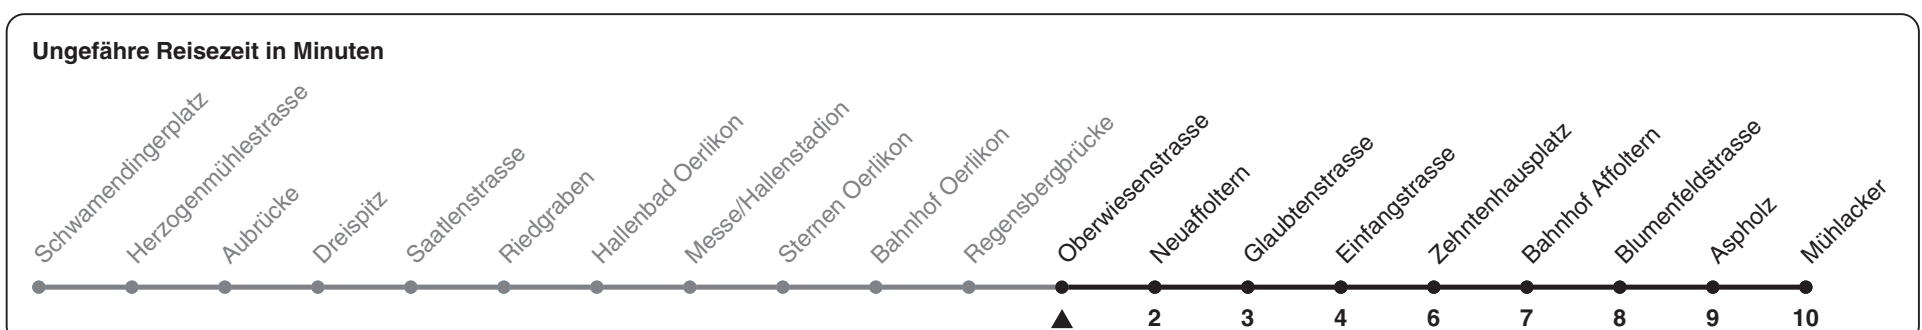 Ungefähre Reisezeit in Minuten
Schwamendingerplatz
Herzogenmühlestrasse
Aubrücke
Dreispitz
Saatlenstrasse
Riedgraben
Hallenbad Oerlikon
Messe/Hallenstadion
Sternen Oerlikon
Bahnhof Oerlikon
Regensbergbrücke
Oberwiesenstrasse
Neuaffoltern
Glaubtenstrasse
Einfangstrasse
Zehntenhausplatz
Bahnhof Affoltern
Blumenfeldstrasse
Aspholz
Mühlacker
2 3 4 6 7 8 9 10